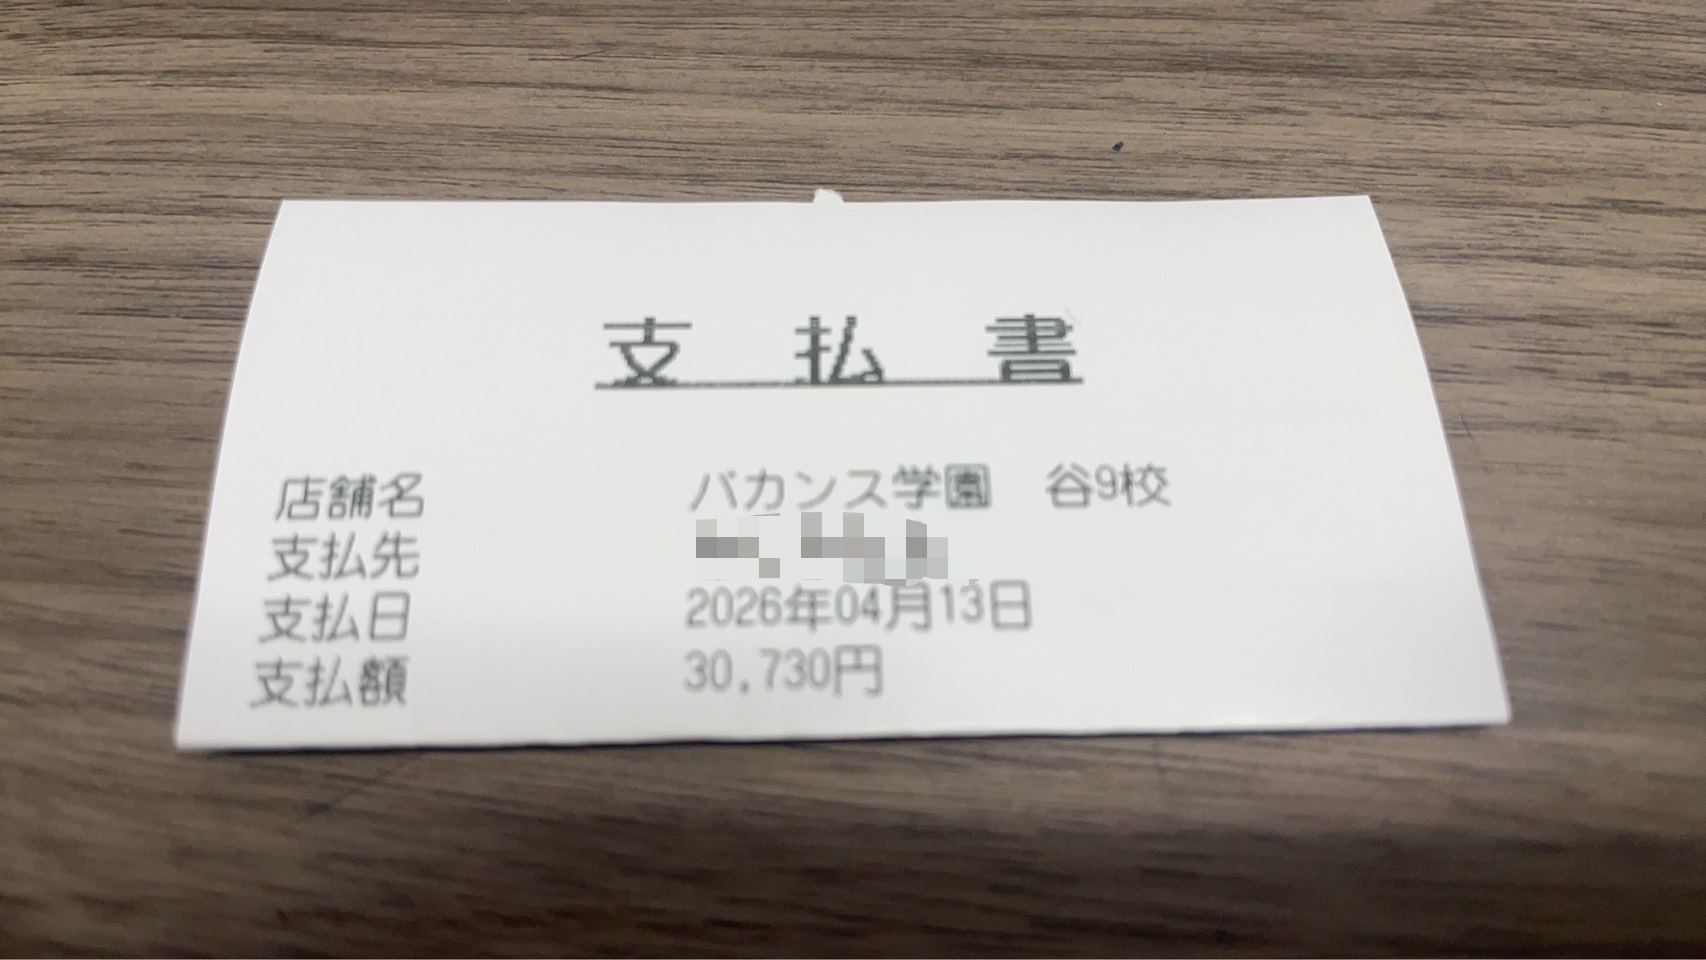 支払書
店舗名 バカンス学園 谷9校
支払先
支払日 2026年04月13日
支払額 30,730円